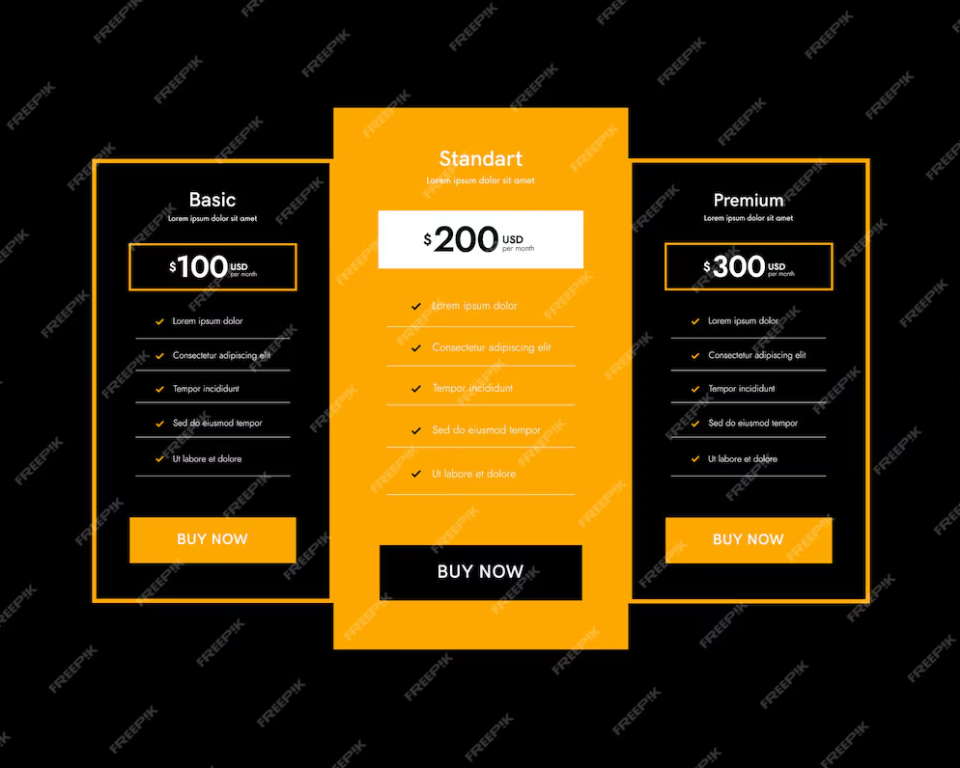 Basic
Lorem ipsum dolor sit amet
$100 USD
per month
Lorem ipsum dolor
Consectetur adipiscing elit
Tempor incididunt
Sed do eiusmod tempor
Ut labore et dolore
BUY NOW
Standart
Lorem ipsum dolor sit amet
$200 USD
per month
Lorem ipsum dolor
Consectetur adipiscing elit
Tempor incididunt
Sed do eiusmod tempor
Ut labore et dolore
BUY NOW
Premium
Lorem ipsum dolor sit amet
$300 USD
per month
Lorem ipsum dolor
Consectetur adipiscing elit
Tempor incididunt
Sed do eiusmod tempor
Ut labore et dolore
BUY NOW
FREEPIK